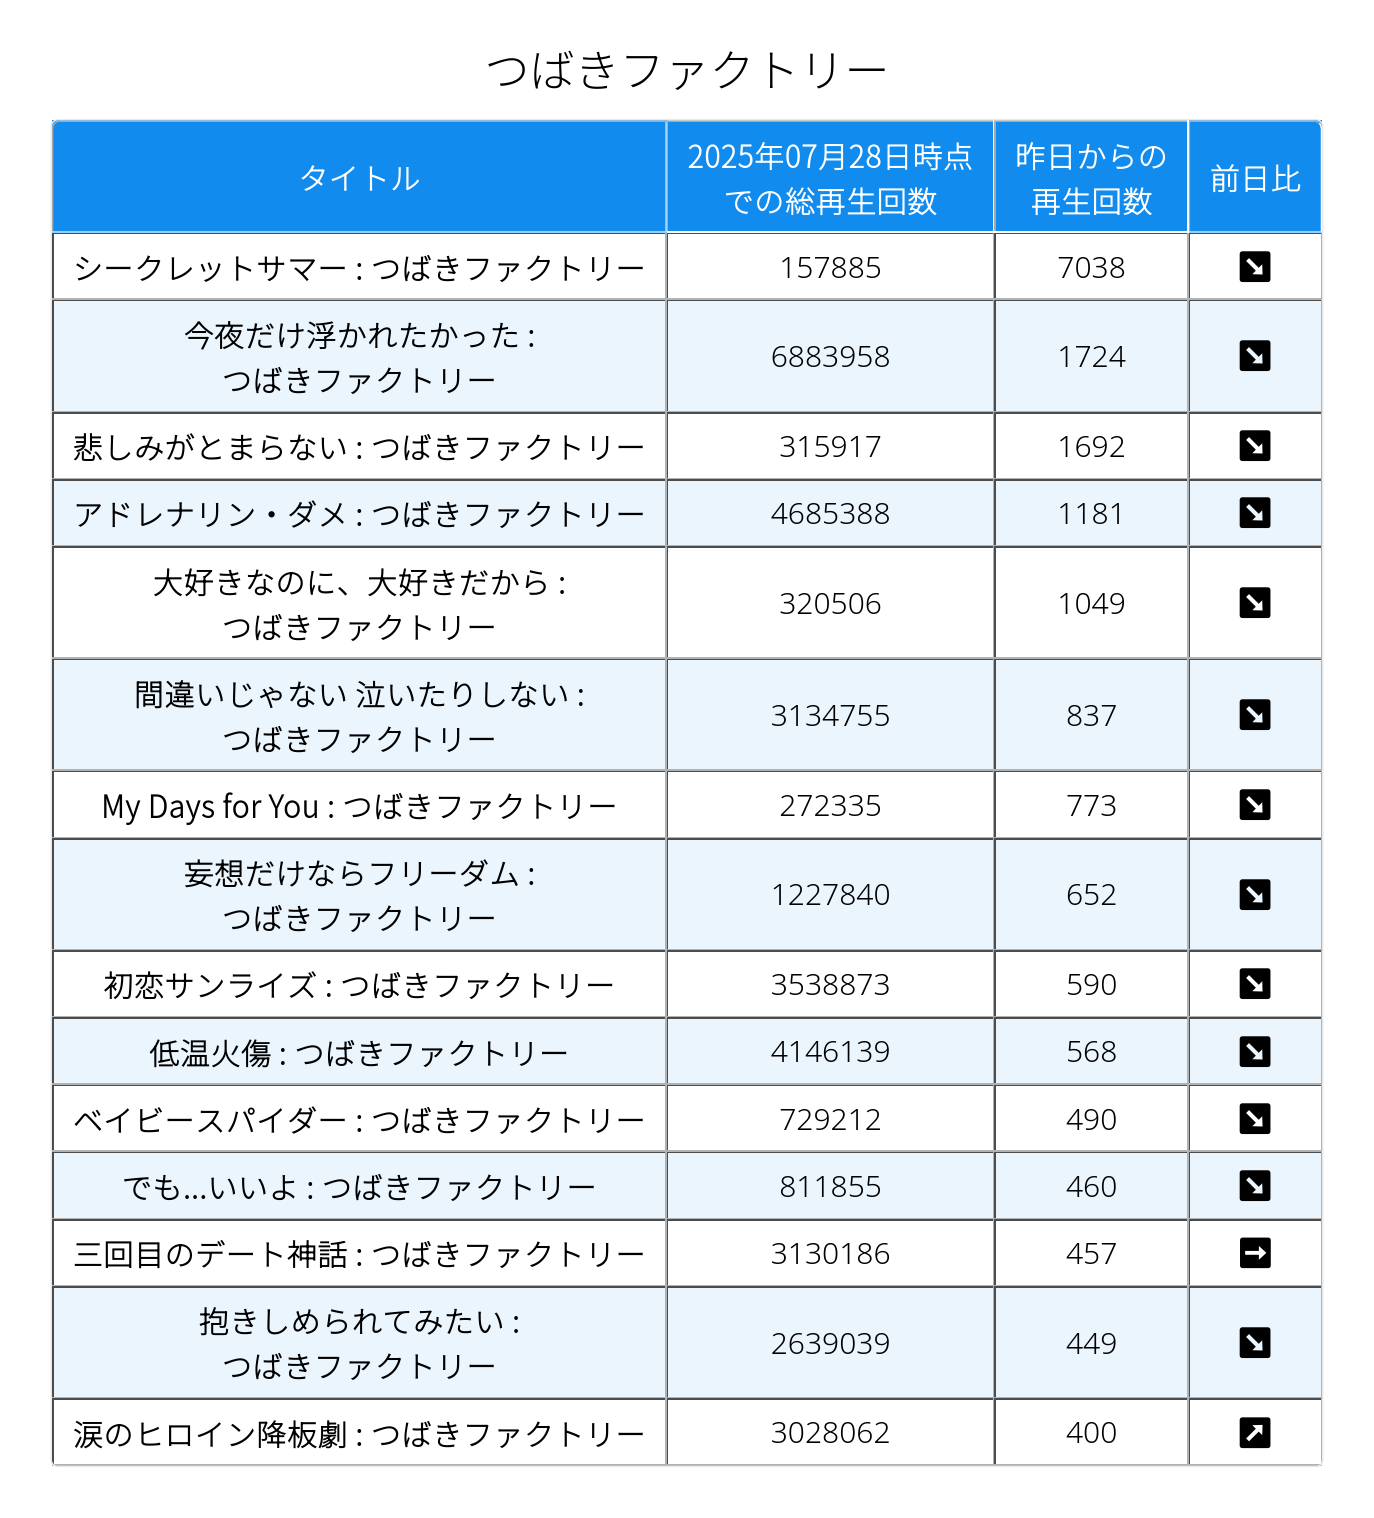 つばきファクトリー
タイトル
2025年07月28日時点
での総再生回数
昨日からの
再生回数
前日比
シークレットサマー : つばきファクトリー
157885
7038
↘
今夜だけ浮かれたかった :
つばきファクトリー
6883958
1724
↘
悲しみがとまらない : つばきファクトリー
315917
1692
↘
アドレナリン・ダメ : つばきファクトリー
4685388
1181
↘
大好きなのに、大好きだから :
つばきファクトリー
320506
1049
↘
間違いじゃない 泣いたりしない :
つばきファクトリー
3134755
837
↘
My Days for You : つばきファクトリー
272335
773
↘
妄想だけならフリーダム :
つばきファクトリー
1227840
652
↘
初恋サンライズ : つばきファクトリー
3538873
590
↘
低温火傷 : つばきファクトリー
4146139
568
↘
ベイビースパイダー : つばきファクトリー
729212
490
↘
でも...いいよ : つばきファクトリー
811855
460
↘
三回目のデート神話 : つばきファクトリー
3130186
457
→
抱きしめられてみたい :
つばきファクトリー
2639039
449
↘
涙のヒロイン降板劇 : つばきファクトリー
3028062
400
↗